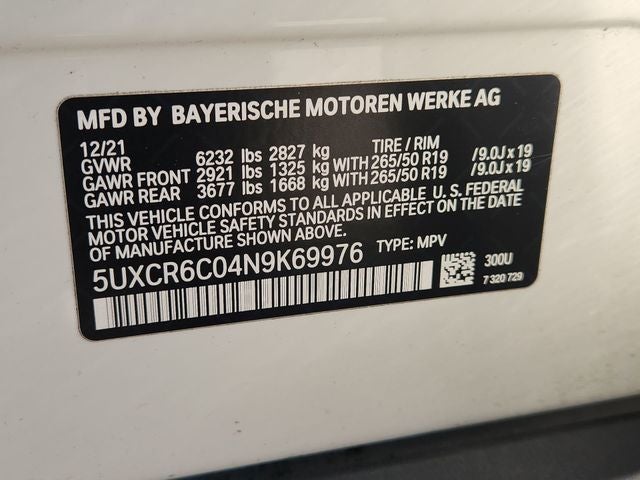 MFD BY BAYERISCHE MOTOREN WERKE AG
12/21 TIRE / RIM
GVWR 6232 lbs 2827 kg
GAWR FRONT 2921 lbs 1325 kg WITH 265/50 R19 /9.0J x 19
GAWR REAR 3677 lbs 1668 kg WITH 265/50 R19 /9.0J x 19
THIS VEHICLE CONFORMS TO ALL APPLICABLE U. S. FEDERAL
MOTOR VEHICLE SAFETY STANDARDS IN EFFECT ON THE DATE
OF MANUFACTURE SHOWN ABOVE.
5UXCR6C04N9K69976 TYPE: MPV
300U
7 320 729